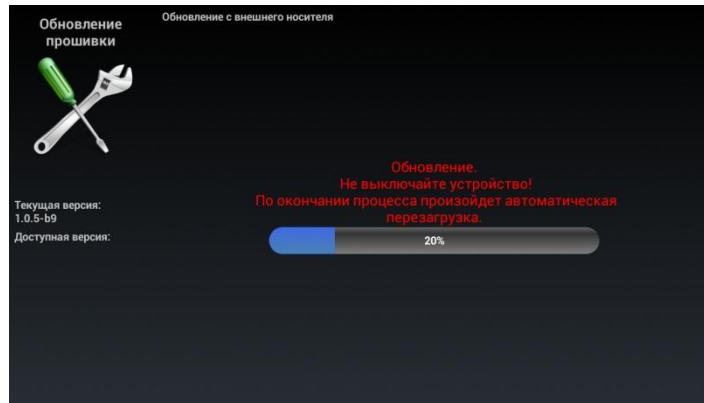 Обновление
прошивки
Обновление с внешнего носителя
Обновление.
Не выключайте устройство!
По окончании процесса произойдет автоматическая
перезагрузка.
Текущая версия:
1.0.5-b9
Доступная версия:
20%